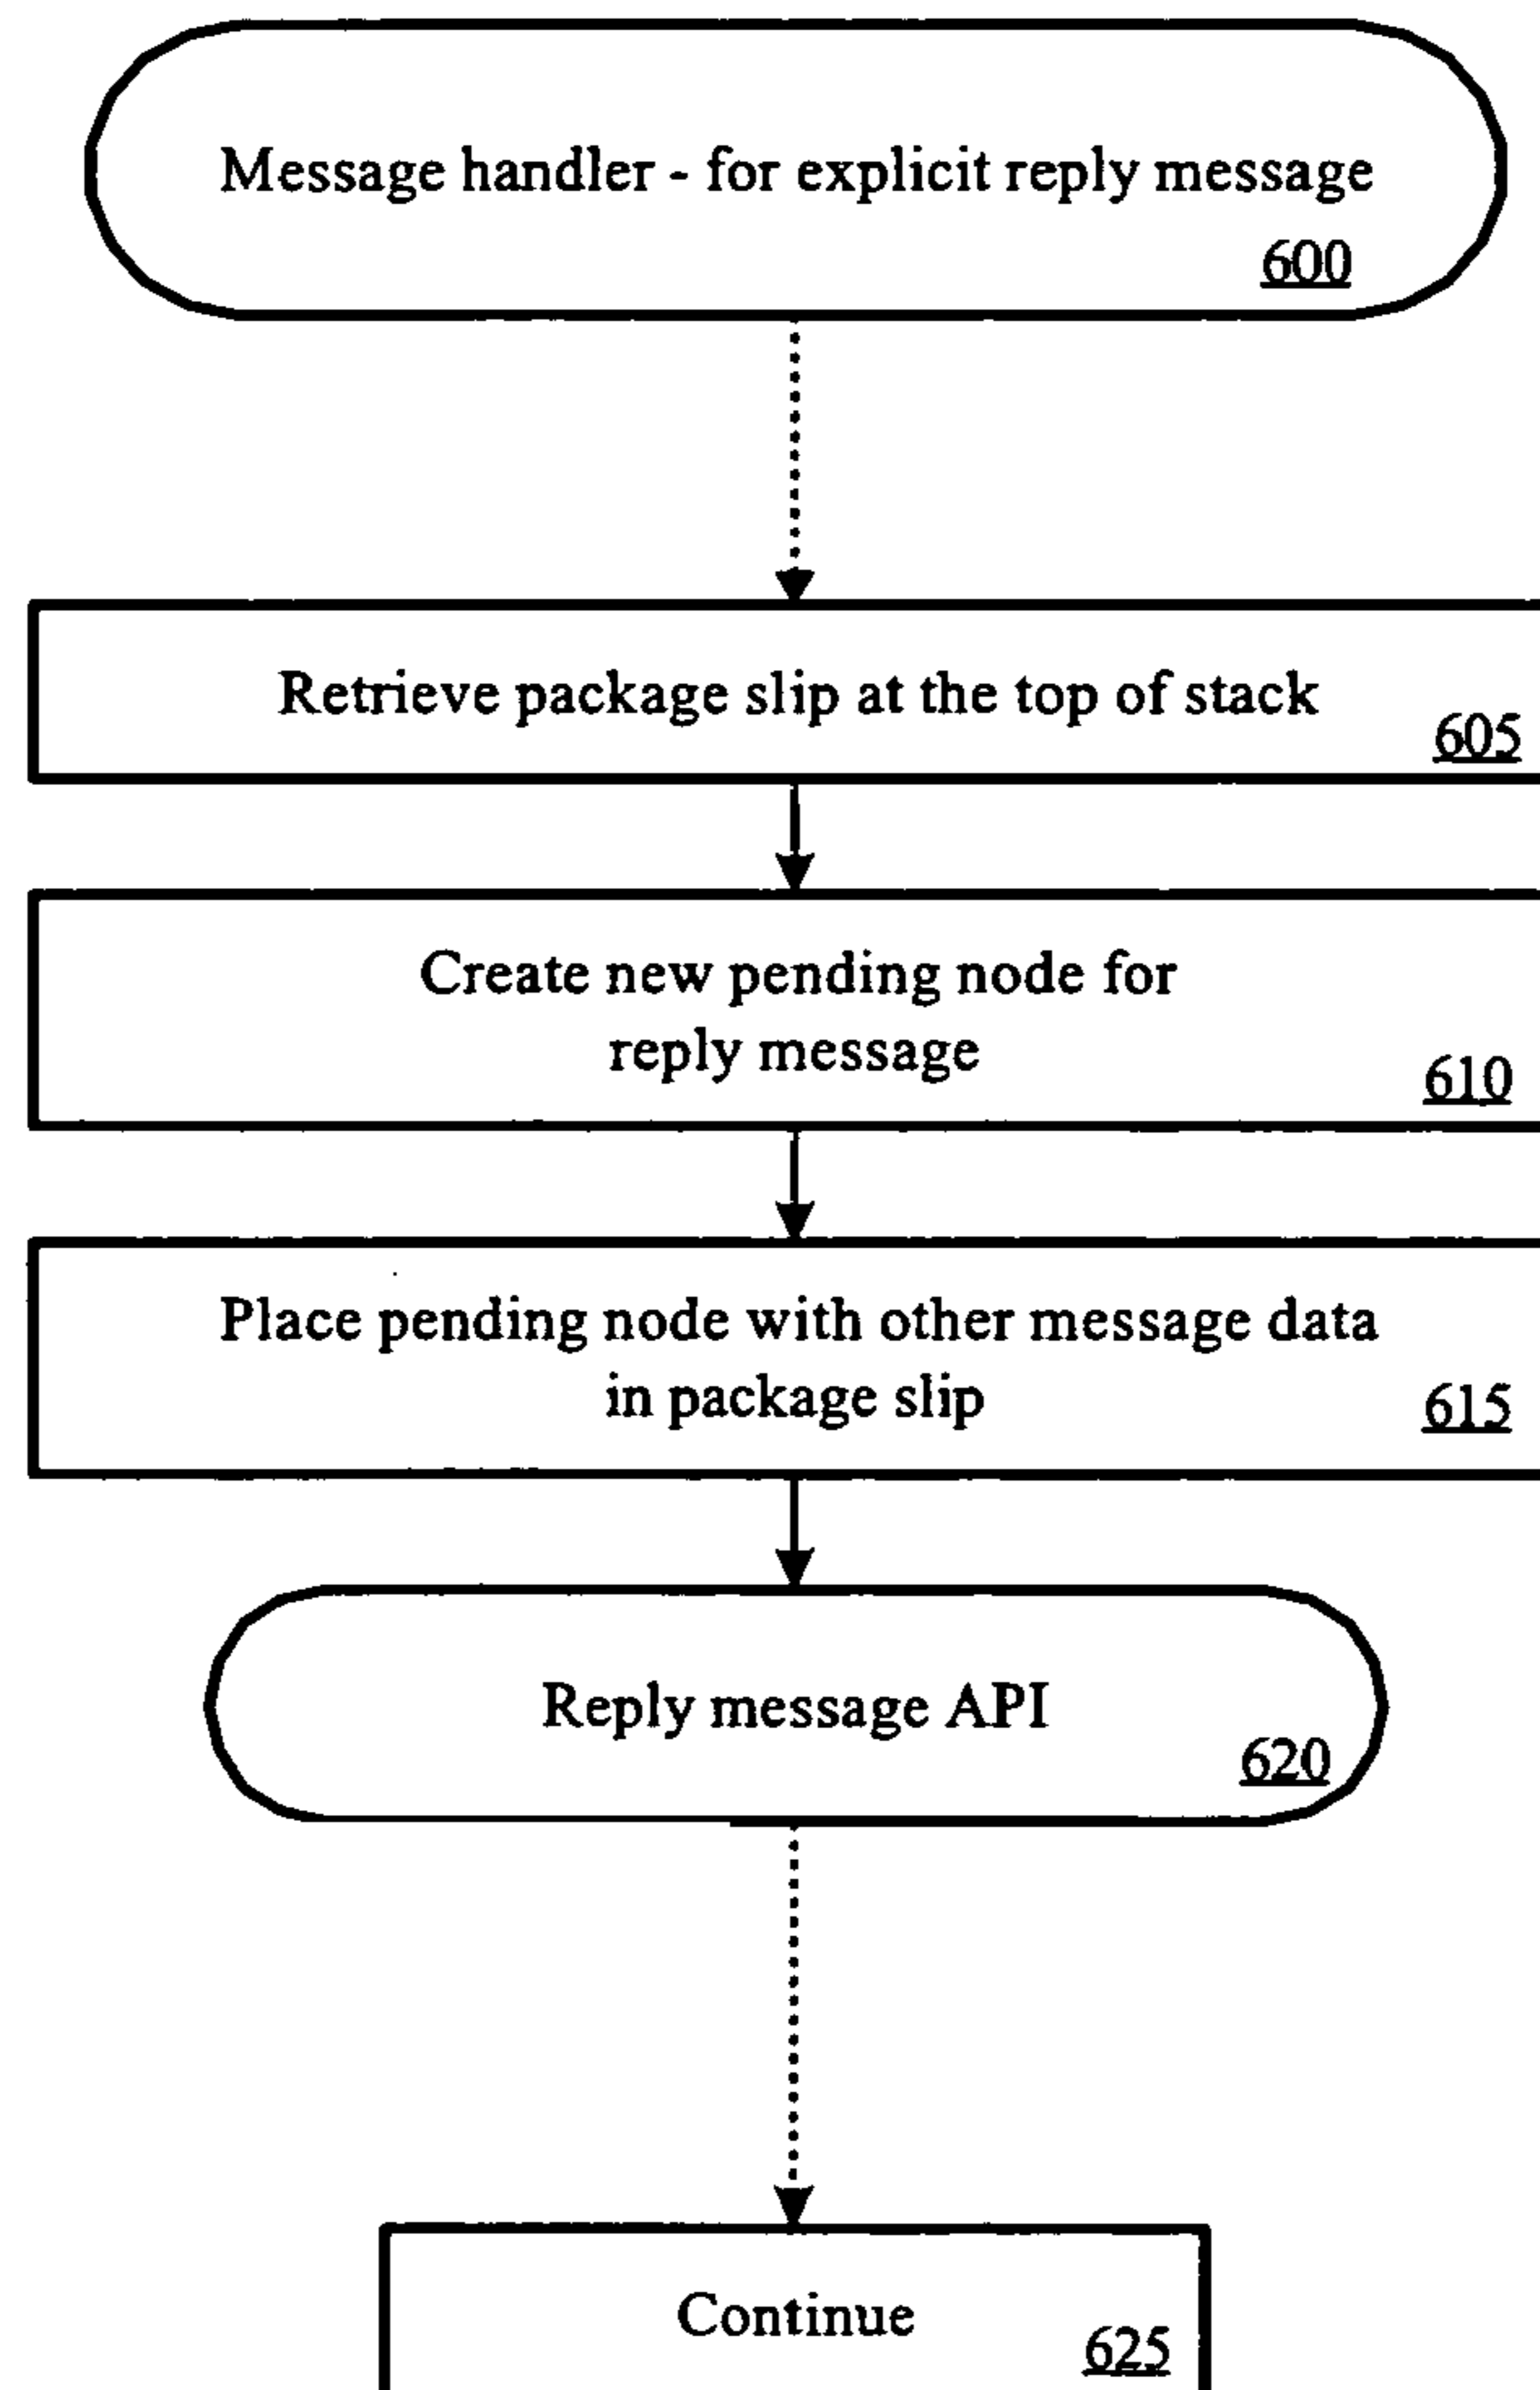 Message handler - for explicit reply message
600
Retrieve package slip at the top of stack
605
Create new pending node for
reply message
610
Place pending node with other message data
in package slip
615
Reply message API
620
Continue
625